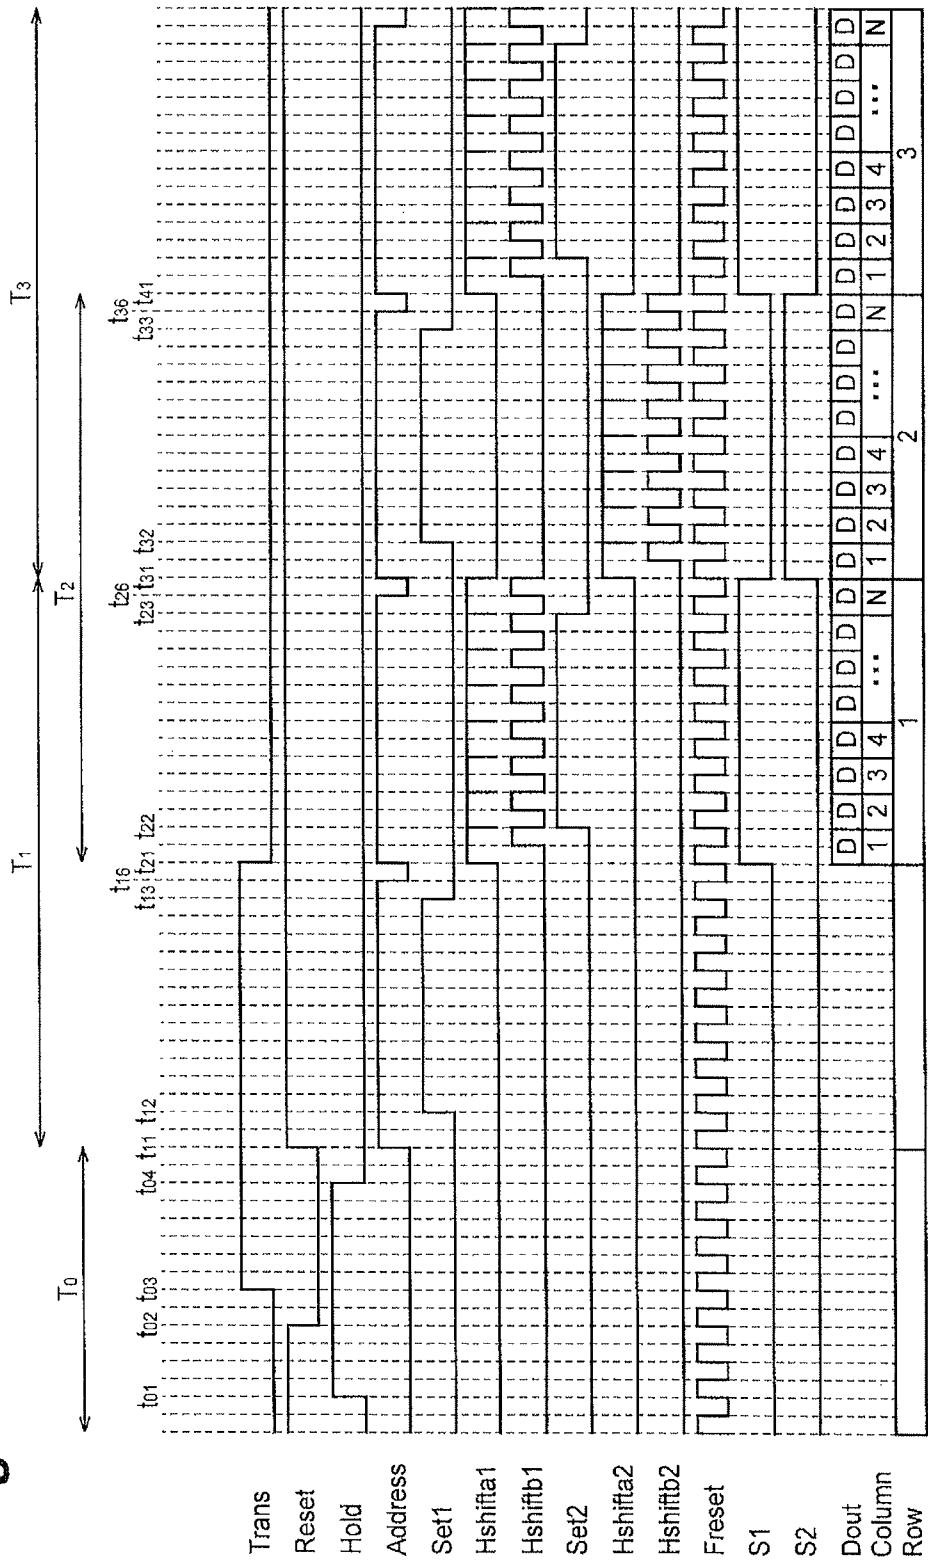 T0 T1 T2 T3
t01 t02 t03 t04 t11 t12 t13 t16 t21 t22 t23 t26 t31 t32 t33 t36 t41
Trans
Reset
Hold
Address
Set1
Hshifta1
Hshiftb1
Set2
Hshifta2
Hshiftb2
Freset
S1
S2
Dout D D D D D D D D D D D D D D D D D D D D D D D D
Column 1 2 3 4 ... N 1 2 3 4 ... N 1 2 3 4 ... N
Row 1 2 3